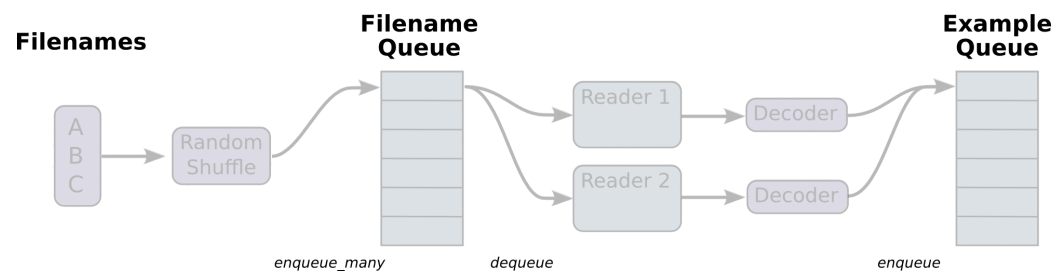 Filenames
Filename
Queue
Example
Queue
A
B
C
Random
Shuffle
Reader 1
Decoder
Reader 2
Decoder
enqueue_many
dequeue
enqueue